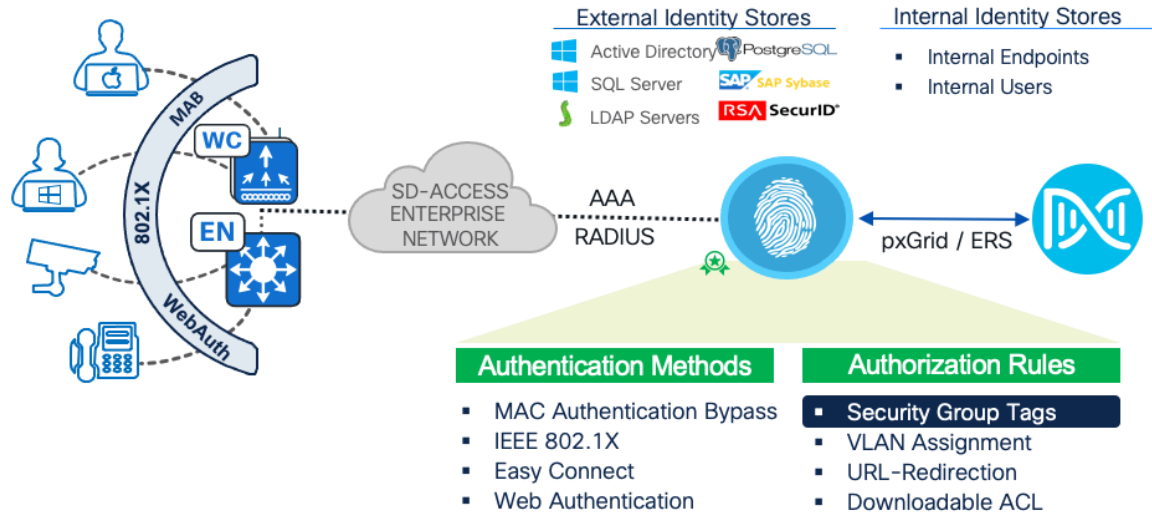 External Identity Stores
Active Directory
PostgreSQL
SQL Server
SAP SAP Sybase
LDAP Servers
RSA SecurID®
Internal Identity Stores
▪ Internal Endpoints
▪ Internal Users
MAB
802.1X
WebAuth
WC
EN
SD-ACCESS
ENTERPRISE
NETWORK
AAA
RADIUS
pxGrid / ERS
Authentication Methods
▪ MAC Authentication Bypass
▪ IEEE 802.1X
▪ Easy Connect
▪ Web Authentication
Authorization Rules
▪ Security Group Tags
▪ VLAN Assignment
▪ URL-Redirection
▪ Downloadable ACL